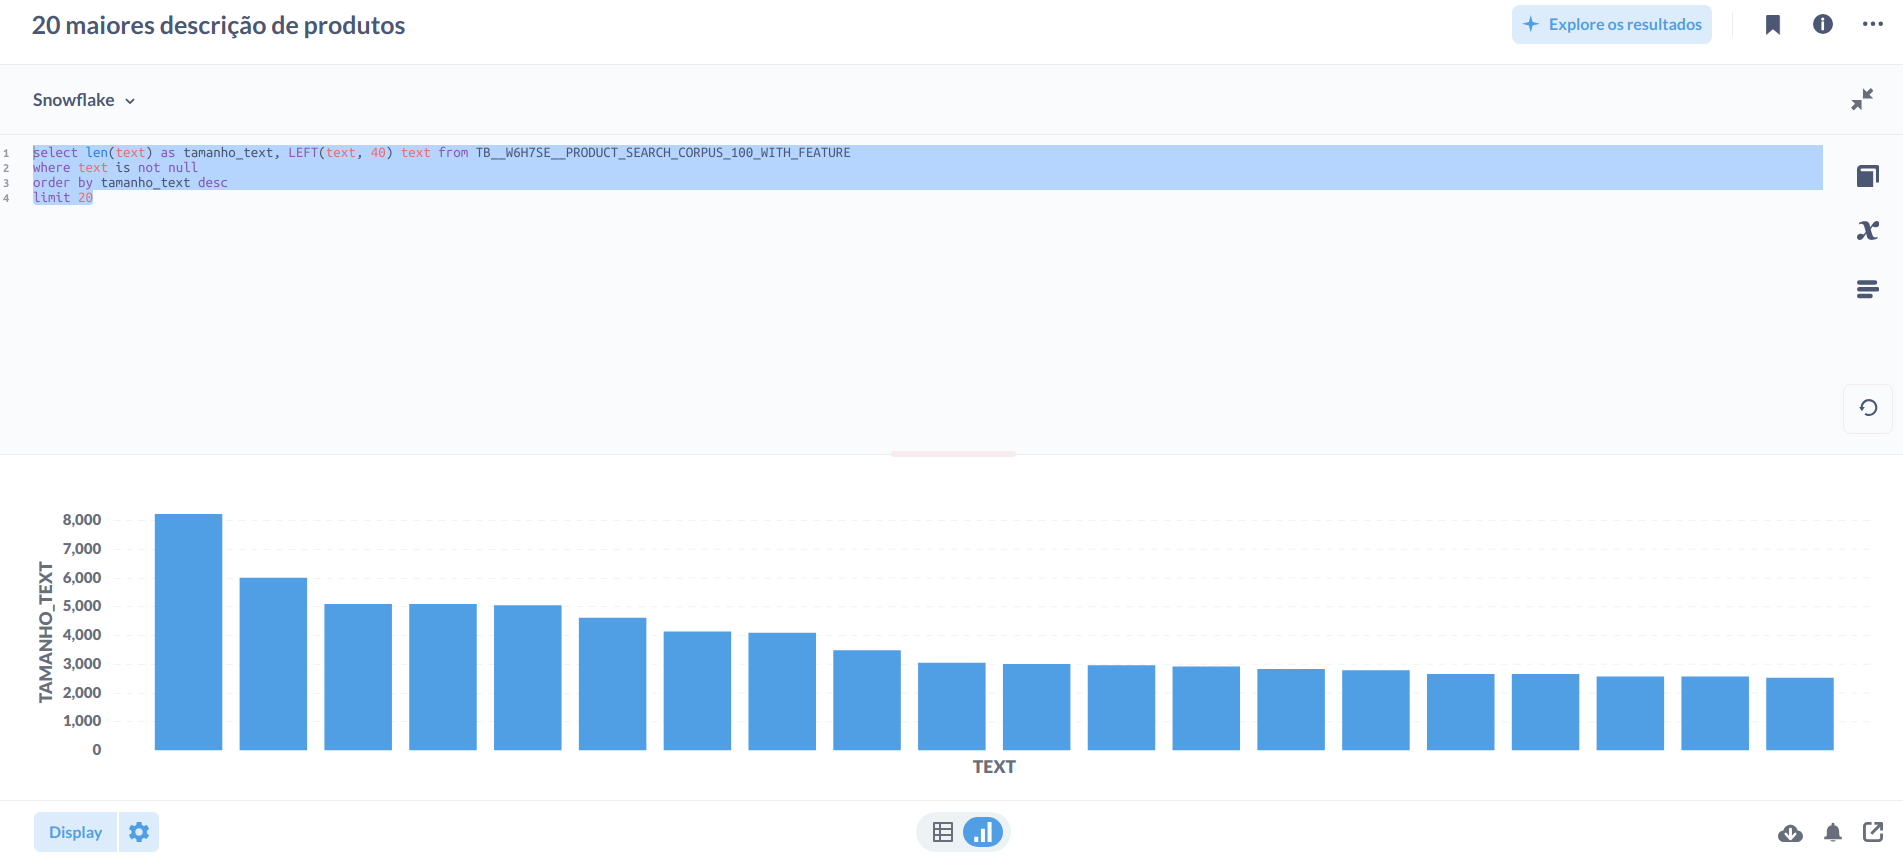 20 maiores descrição de produtos
Explore os resultados
Snowflake
1 select len(text) as tamanho_text, LEFT(text, 40) text from TB__W6H7SE__PRODUCT_SEARCH_CORPUS_100_WITH_FEATURE
2 where text is not null
3 order by tamanho_text desc
4 limit 20
x
TAMANHO_TEXT
8,000
7,000
6,000
5,000
4,000
3,000
2,000
1,000
0
TEXT
Display